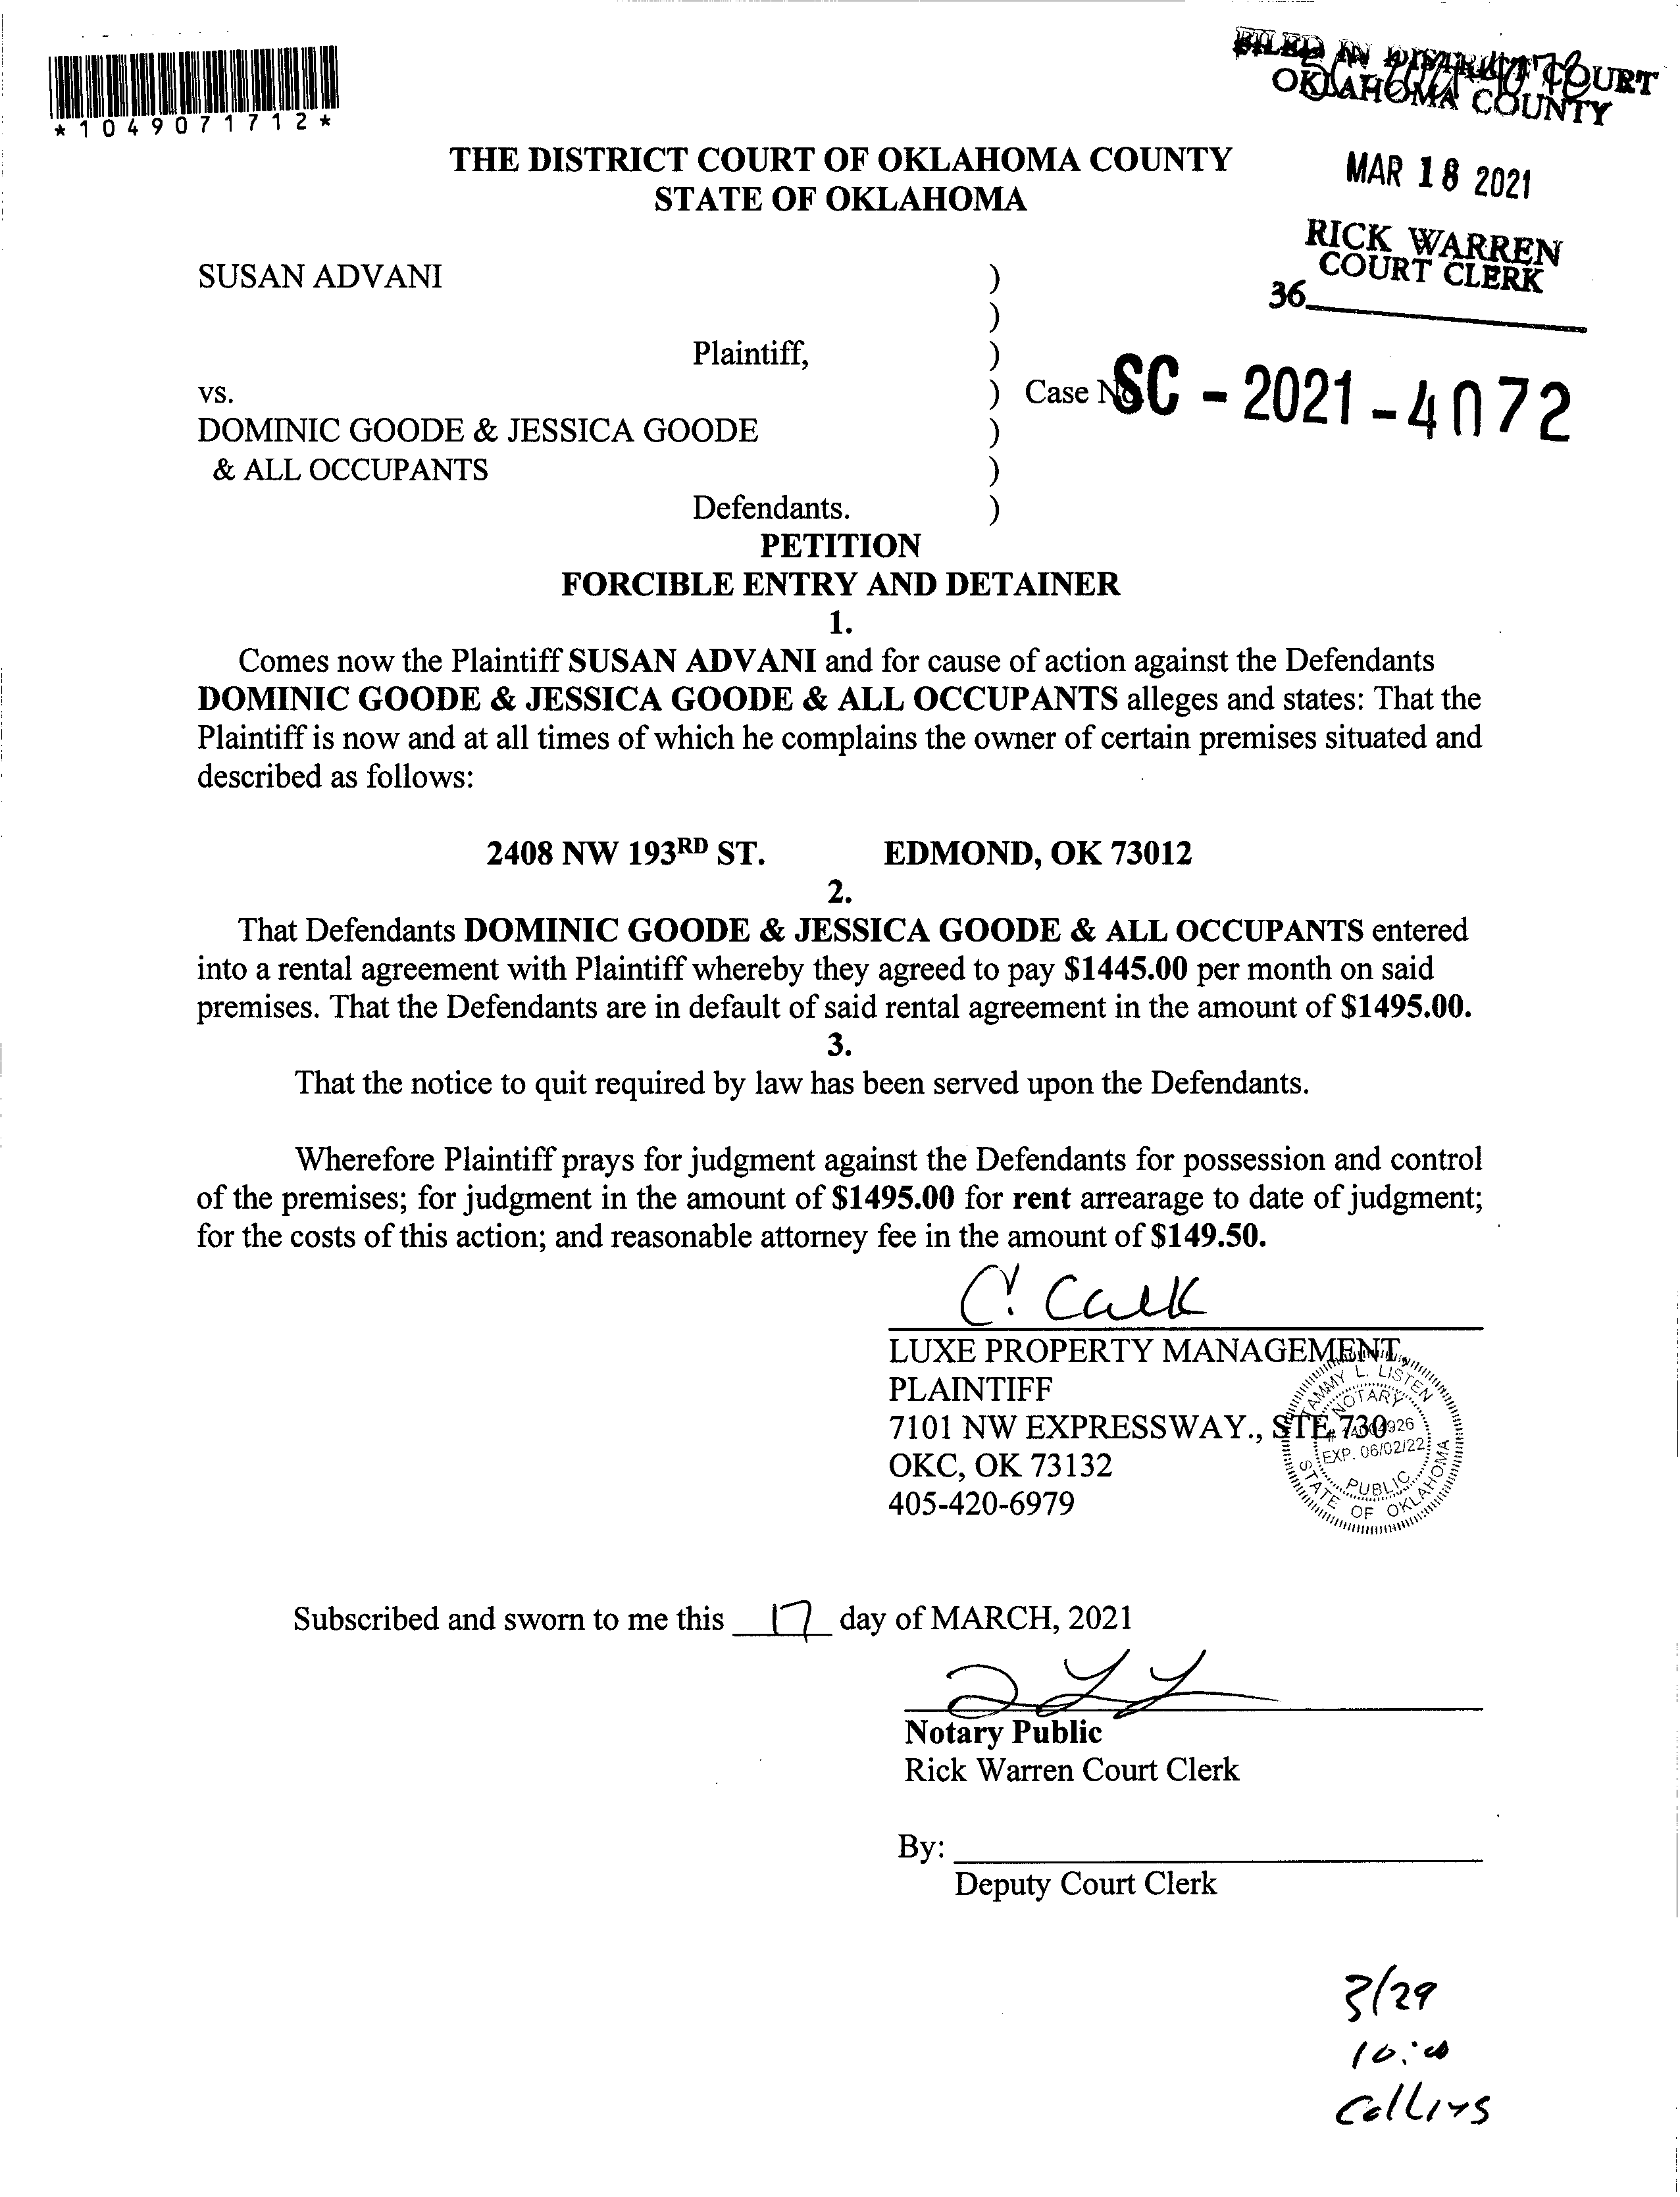 *1049071712*
FILED IN DISTRICT COURT
OKLAHOMA COUNTY
MAR 18 2021
RICK WARREN
COURT CLERK
36
THE DISTRICT COURT OF OKLAHOMA COUNTY
STATE OF OKLAHOMA
SUSAN ADVANI )
)
Plaintiff, )
vs. ) Case No. SC - 2021 - 4072
DOMINIC GOODE & JESSICA GOODE )
& ALL OCCUPANTS )
Defendants. )
PETITION
FORCIBLE ENTRY AND DETAINER
1.
Comes now the Plaintiff SUSAN ADVANI and for cause of action against the Defendants
DOMINIC GOODE & JESSICA GOODE & ALL OCCUPANTS alleges and states: That the
Plaintiff is now and at all times of which he complains the owner of certain premises situated and
described as follows:
2408 NW 193RD ST. EDMOND, OK 73012
2.
That Defendants DOMINIC GOODE & JESSICA GOODE & ALL OCCUPANTS entered
into a rental agreement with Plaintiff whereby they agreed to pay $1445.00 per month on said
premises. That the Defendants are in default of said rental agreement in the amount of $1495.00.
3.
That the notice to quit required by law has been served upon the Defendants.
Wherefore Plaintiff prays for judgment against the Defendants for possession and control
of the premises; for judgment in the amount of $1495.00 for rent arrearage to date of judgment;
for the costs of this action; and reasonable attorney fee in the amount of $149.50.
C. Calk
LUXE PROPERTY MANAGEMENT,
PLAINTIFF
7101 NW EXPRESSWAY., STE 730
OKC, OK 73132
405-420-6979
TAMMY L. LISTEN
NOTARY
EXP. 06/02/22
PUBLIC
STATE OF OKLAHOMA
Subscribed and sworn to me this 17 day of MARCH, 2021
Notary Public
Rick Warren Court Clerk
By:
Deputy Court Clerk
3/29
10:00
Collins